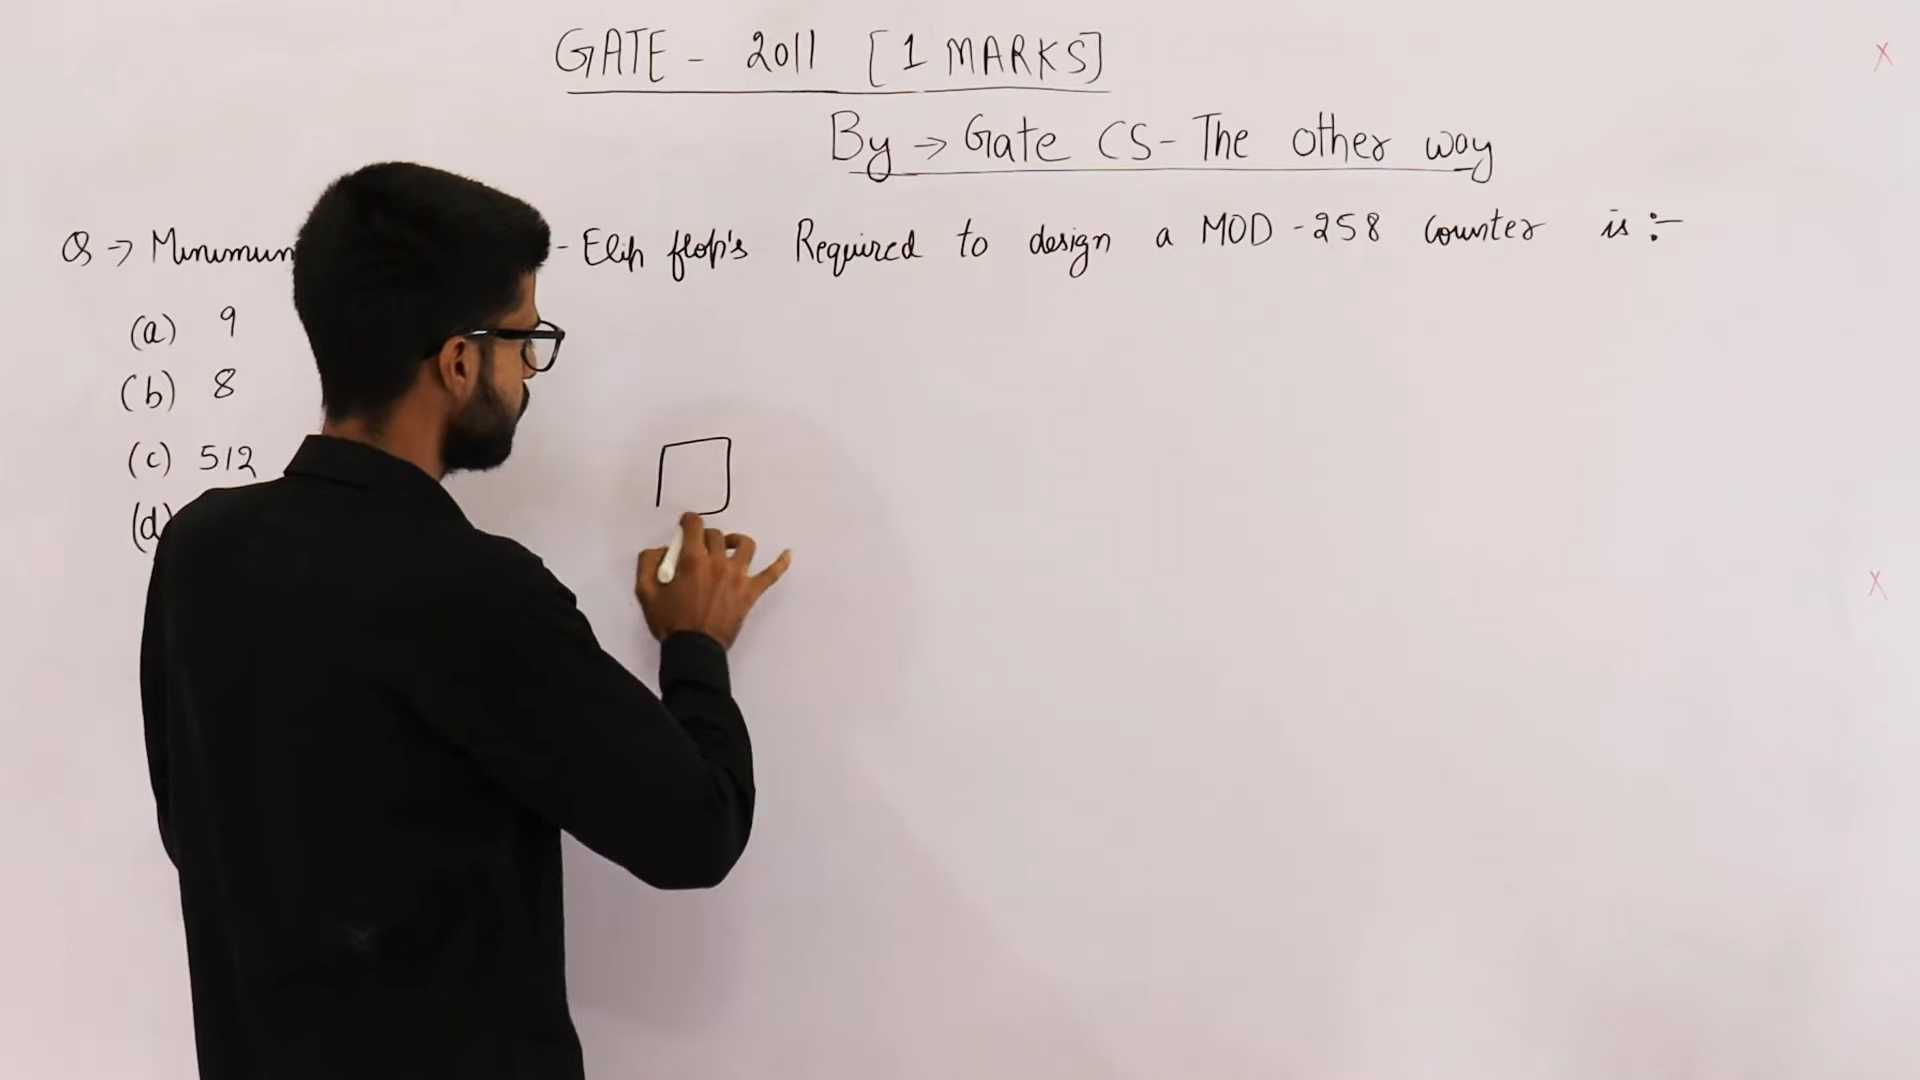 GATE - 2011 [1 MARKS]
By → Gate CS - The other way
Q → Minimum - Flip flop's Required to design a MOD - 258 Counter is :-
(a) 9
(b) 8
(c) 512
(d)
X
X